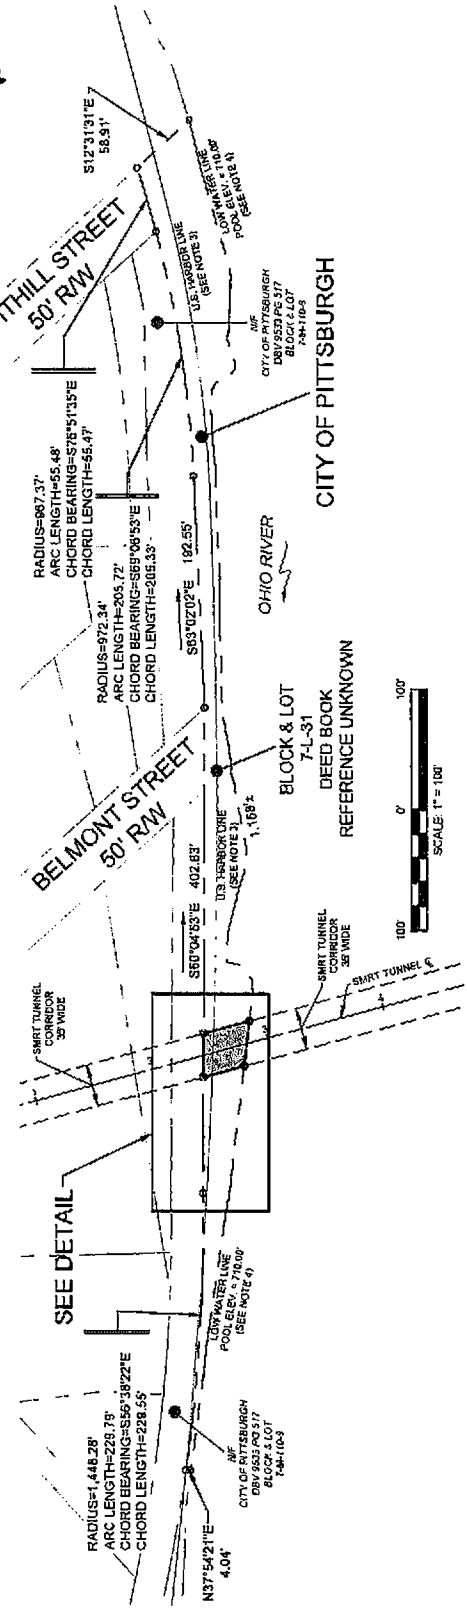 RADIUS=1,448.28'
ARC LENGTH=229.79'
CHORD BEARING=S56°38'22"E
CHORD LENGTH=229.55'
N37°54'21"E
4.04'
N/F
CITY OF PITTSBURGH
DBV 9533 PG 517
BLOCK & LOT
LOW WATER LINE
POOL ELEV. = 710.00'
(SEE NOTE 4)
SEE DETAIL
SMRT TUNNEL
CORRIDOR
35' WIDE
SMRT TUNNEL
CORRIDOR
35' WIDE
SMRT TUNNEL ℄
BELMONT STREET
50' R/W
S60°04'53"E 402.63'
U.S. HARBOR LINE
(SEE NOTE 3)
1,168'±
BLOCK & LOT
7-L-31
DEED BOOK
REFERENCE UNKNOWN
100' 0' 100'
SCALE: 1" = 100'
OHIO RIVER
S63°02'02"E 192.55'
RADIUS=972.34'
ARC LENGTH=205.72'
CHORD BEARING=S69°06'53"E
CHORD LENGTH=205.33'
RADIUS=967.37'
ARC LENGTH=55.48'
CHORD BEARING=S76°51'35"E
CHORD LENGTH=55.47'
CITY OF PITTSBURGH
N/F
CITY OF PITTSBURGH
DBV 9533 PG 517
BLOCK & LOT
U.S. HARBOR LINE
(SEE NOTE 3)
THILL STREET
50' R/W
LOW WATER LINE
POOL ELEV. = 710.00'
(SEE NOTE 4)
S12°31'31"E
58.91'